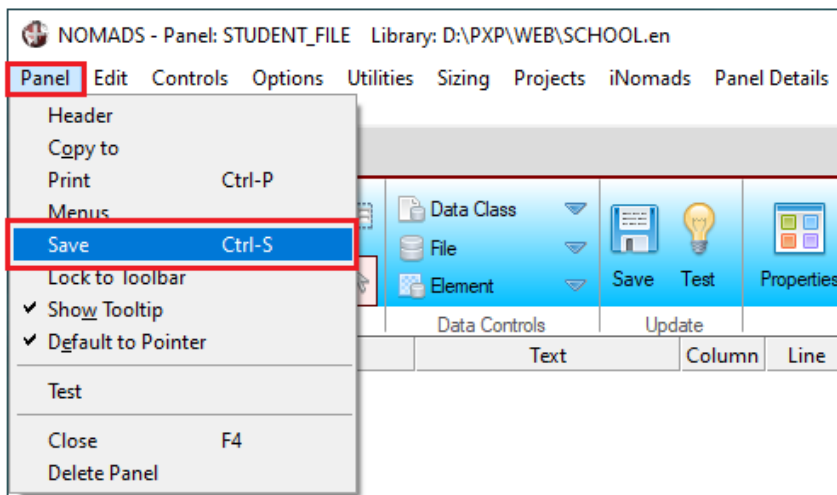 NOMADS - Panel: STUDENT_FILE Library: D:\PXP\WEB\SCHOOL.en
Panel Edit Controls Options Utilities Sizing Projects iNomads Panel Details
Header
Copy to
Print Ctrl-P
Menus
Save Ctrl-S
Lock to Toolbar
Show Tooltip
Default to Pointer
Test
Close F4
Delete Panel
Data Class
File
Element
Data Controls
Save Test
Update
Properties
Text Column Line